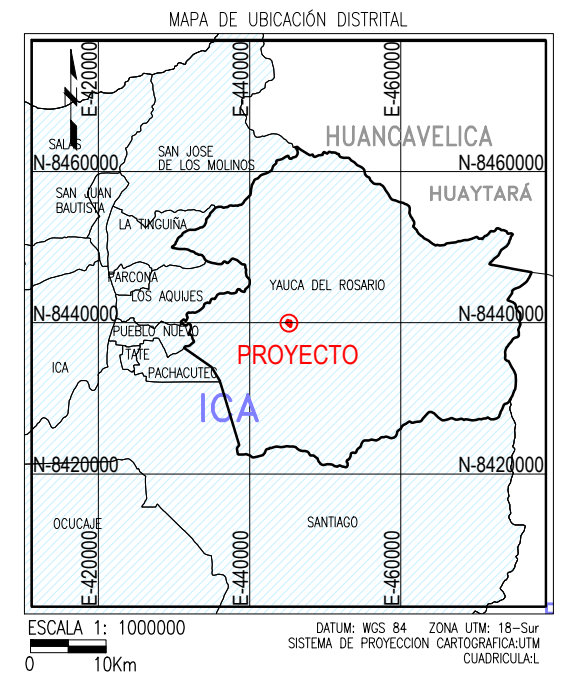 MAPA DE UBICACIÓN DISTRITAL
E-420000
E-440000
E-460000
HUANCAVELICA
SALAS
SAN JOSE
DE LOS MOLINOS
N-8460000
N-8460000
HUAYTARÁ
SAN JUAN
BAUTISTA
LA TINGUIÑA
PARCONA
YAUCA DEL ROSARIO
LOS AQUIJES
N-8440000
N-8440000
PUEBLO NUEVO
PROYECTO
TATE
ICA
PACHACUTEC
ICA
N-8420000
N-8420000
OCUCAJE
SANTIAGO
E-420000
E-440000
E-460000
ESCALA 1: 1000000
0 10Km
DATUM: WGS 84 ZONA UTM: 18-Sur
SISTEMA DE PROYECCION CARTOGRAFICA:UTM
CUADRICULA:L